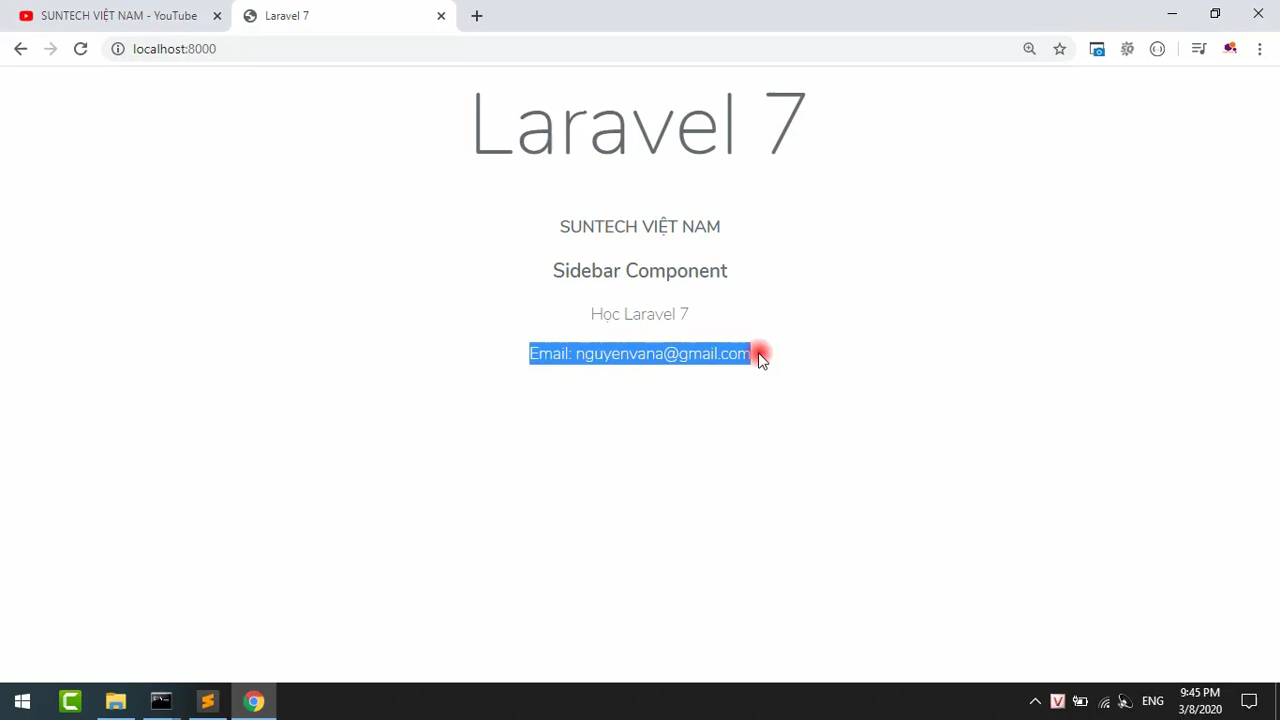 SUNTECH VIỆT NAM - YouTube
Laravel 7
localhost:8000
Laravel 7
SUNTECH VIỆT NAM
Sidebar Component
Học Laravel 7
Email: nguyenvana@gmail.com
ENG
9:45 PM
3/8/2020